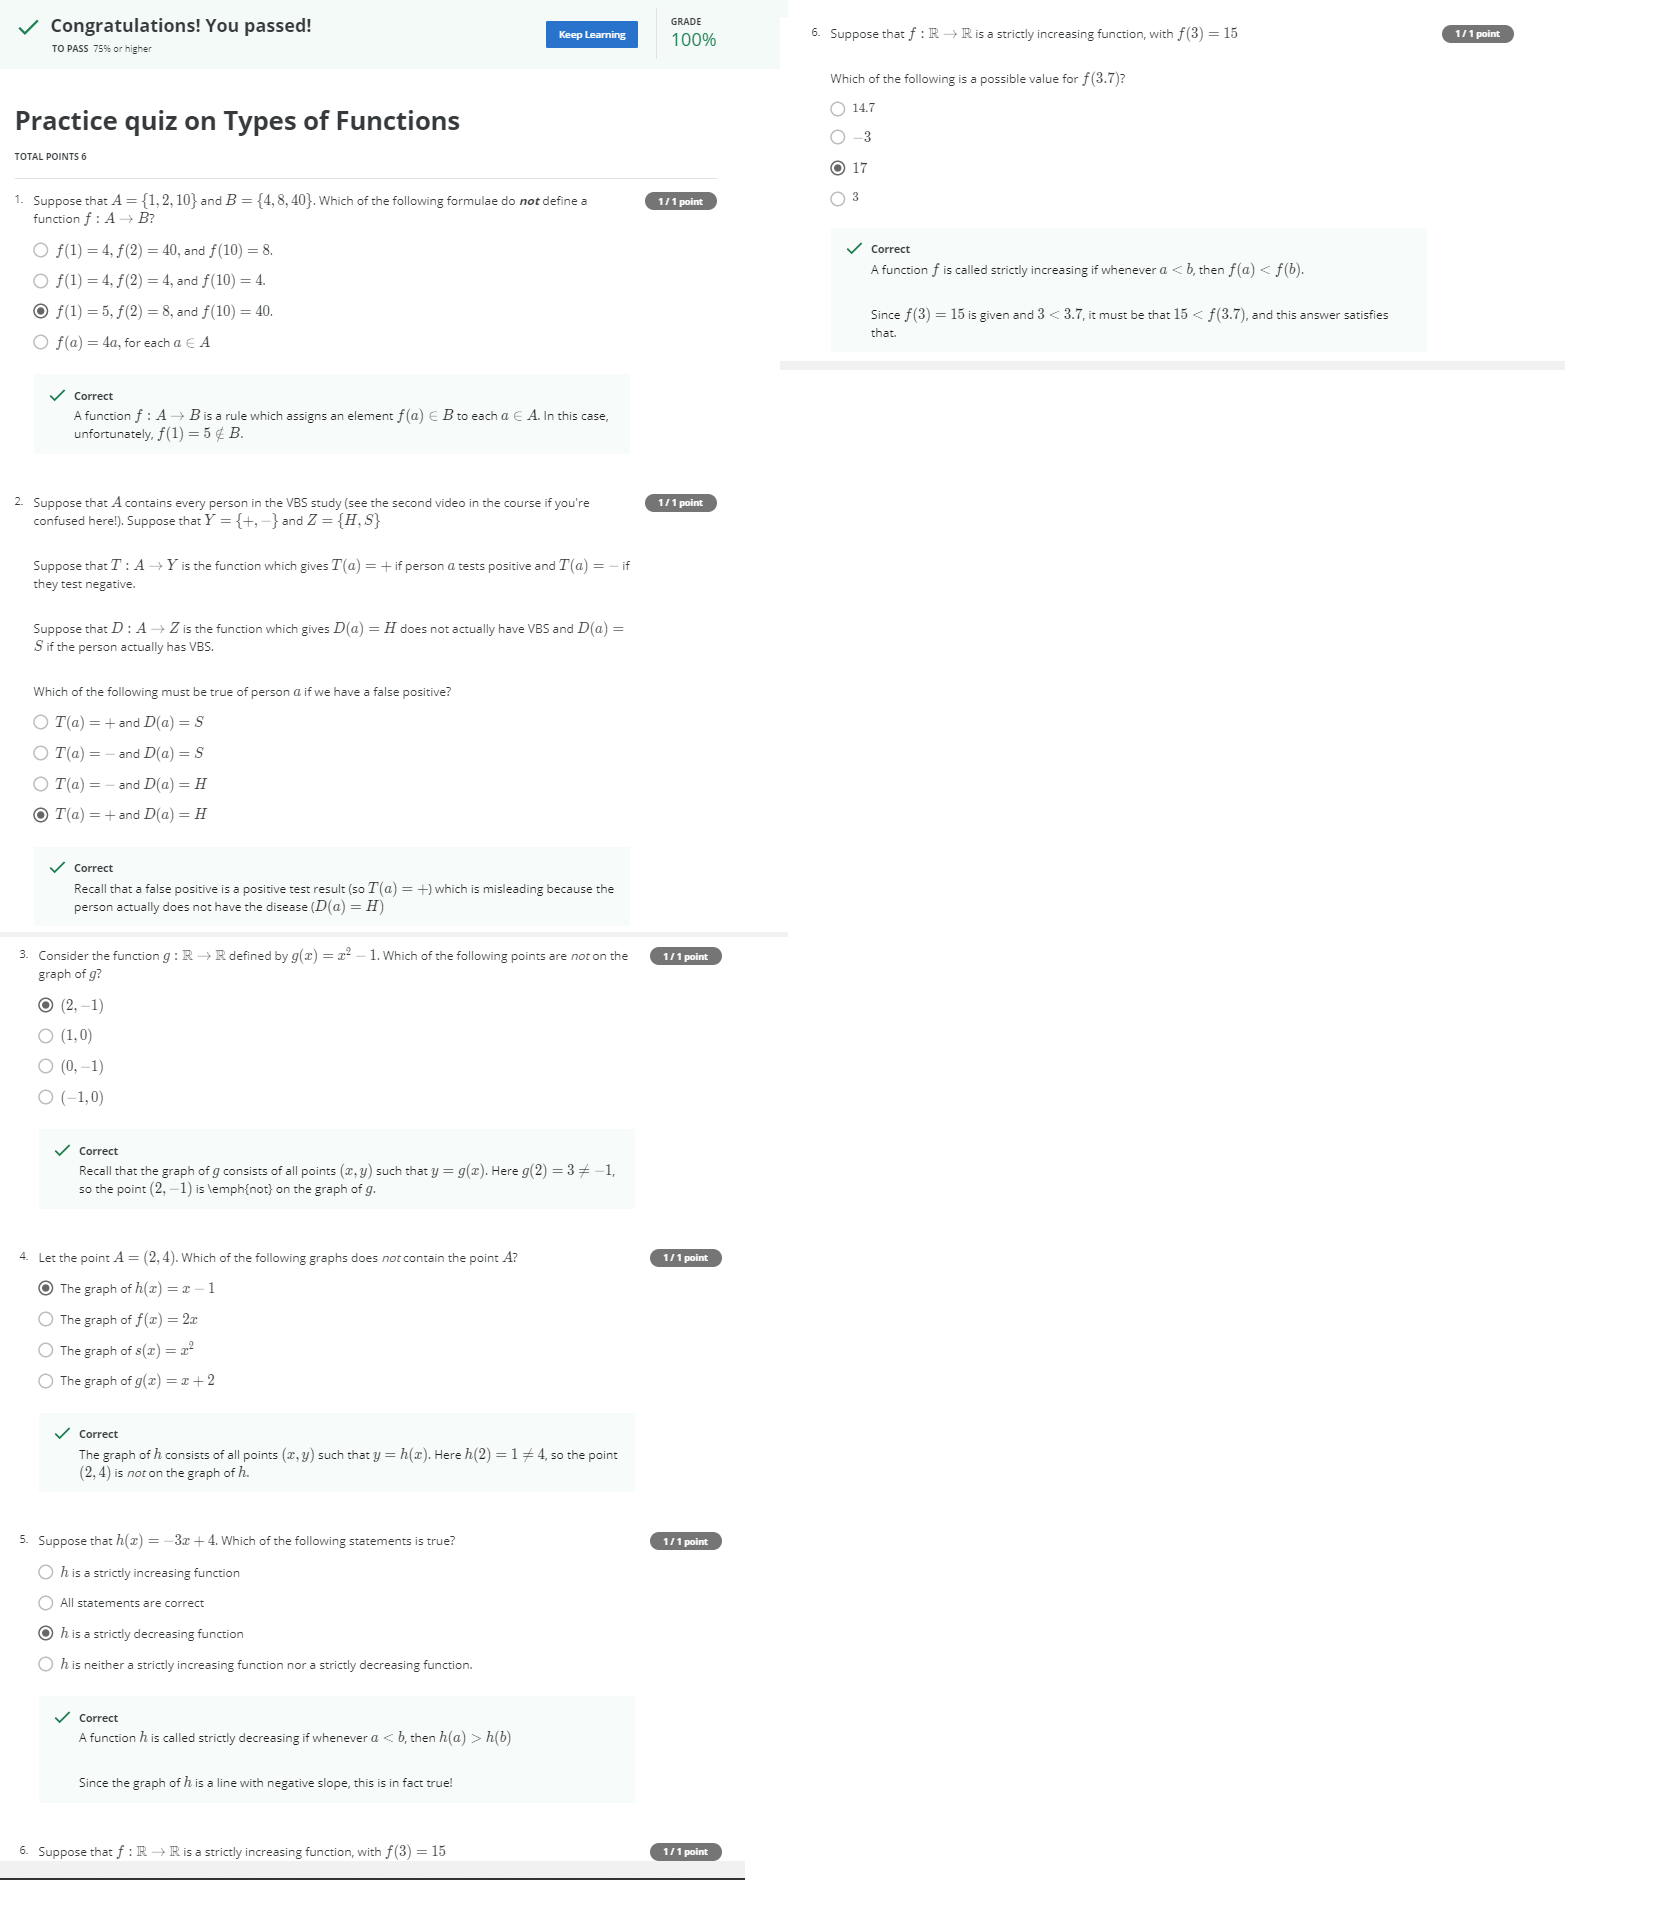 Congratulations! You passed!
TO PASS 75% or higher
Keep Learning
GRADE
100%
Practice quiz on Types of Functions
TOTAL POINTS 6
1. Suppose that A = {1, 2, 10} and B = {4, 8, 40}. Which of the following formulae do not define a
function f : A → B?
1 / 1 point
f(1) = 4, f(2) = 40, and f(10) = 8.
f(1) = 4, f(2) = 4, and f(10) = 4.
f(1) = 5, f(2) = 8, and f(10) = 40.
f(a) = 4a, for each a ∈ A
Correct
A function f : A → B is a rule which assigns an element f(a) ∈ B to each a ∈ A. In this case,
unfortunately, f(1) = 5 ∉ B.
2. Suppose that A contains every person in the VBS study (see the second video in the course if you're
confused here!). Suppose that Y = {+, −} and Z = {H, S}
1 / 1 point
Suppose that T : A → Y is the function which gives T(a) = + if person a tests positive and T(a) = − if
they test negative.
Suppose that D : A → Z is the function which gives D(a) = H does not actually have VBS and D(a) =
S if the person actually has VBS.
Which of the following must be true of person a if we have a false positive?
T(a) = + and D(a) = S
T(a) = − and D(a) = S
T(a) = − and D(a) = H
T(a) = + and D(a) = H
Correct
Recall that a false positive is a positive test result (so T(a) = +) which is misleading because the
person actually does not have the disease (D(a) = H)
3. Consider the function g : ℝ → ℝ defined by g(x) = x² − 1. Which of the following points are not on the
graph of g?
1 / 1 point
(2, −1)
(1, 0)
(0, −1)
(−1, 0)
Correct
Recall that the graph of g consists of all points (x, y) such that y = g(x). Here g(2) = 3 ≠ −1,
so the point (2, −1) is \emph{not} on the graph of g.
4. Let the point A = (2, 4). Which of the following graphs does not contain the point A?
1 / 1 point
The graph of h(x) = x − 1
The graph of f(x) = 2x
The graph of s(x) = x²
The graph of g(x) = x + 2
Correct
The graph of h consists of all points (x, y) such that y = h(x). Here h(2) = 1 ≠ 4, so the point
(2, 4) is not on the graph of h.
5. Suppose that h(x) = −3x + 4. Which of the following statements is true?
1 / 1 point
h is a strictly increasing function
All statements are correct
h is a strictly decreasing function
h is neither a strictly increasing function nor a strictly decreasing function.
Correct
A function h is called strictly decreasing if whenever a < b, then h(a) > h(b)
Since the graph of h is a line with negative slope, this is in fact true!
6. Suppose that f : ℝ → ℝ is a strictly increasing function, with f(3) = 15
1 / 1 point
6. Suppose that f : ℝ → ℝ is a strictly increasing function, with f(3) = 15
1 / 1 point
Which of the following is a possible value for f(3.7)?
14.7
−3
17
3
Correct
A function f is called strictly increasing if whenever a < b, then f(a) < f(b).
Since f(3) = 15 is given and 3 < 3.7, it must be that 15 < f(3.7), and this answer satisfies
that.